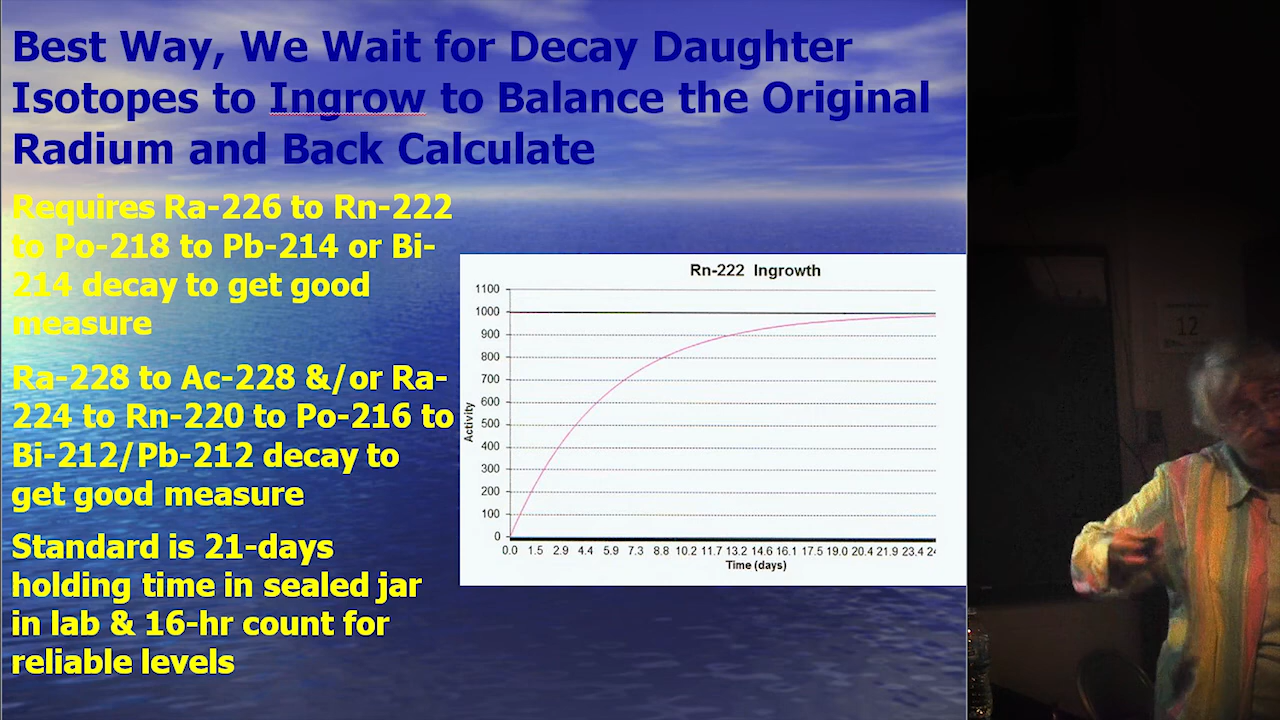 Best Way, We Wait for Decay Daughter
Isotopes to Ingrow to Balance the Original
Radium and Back Calculate
Requires Ra-226 to Rn-222
to Po-218 to Pb-214 or Bi-
214 decay to get good
measure
Ra-228 to Ac-228 &/or Ra-
224 to Rn-220 to Po-216 to
Bi-212/Pb-212 decay to
get good measure
Standard is 21-days
holding time in sealed jar
in lab & 16-hr count for
reliable levels
Rn-222 Ingrowth
1100
1000
900
800
700
600
500
400
300
200
100
0
Activity
0.0 1.5 2.9 4.4 5.9 7.3 8.8 10.2 11.7 13.2 14.6 16.1 17.5 19.0 20.4 21.9 23.4 24
Time (days)
12